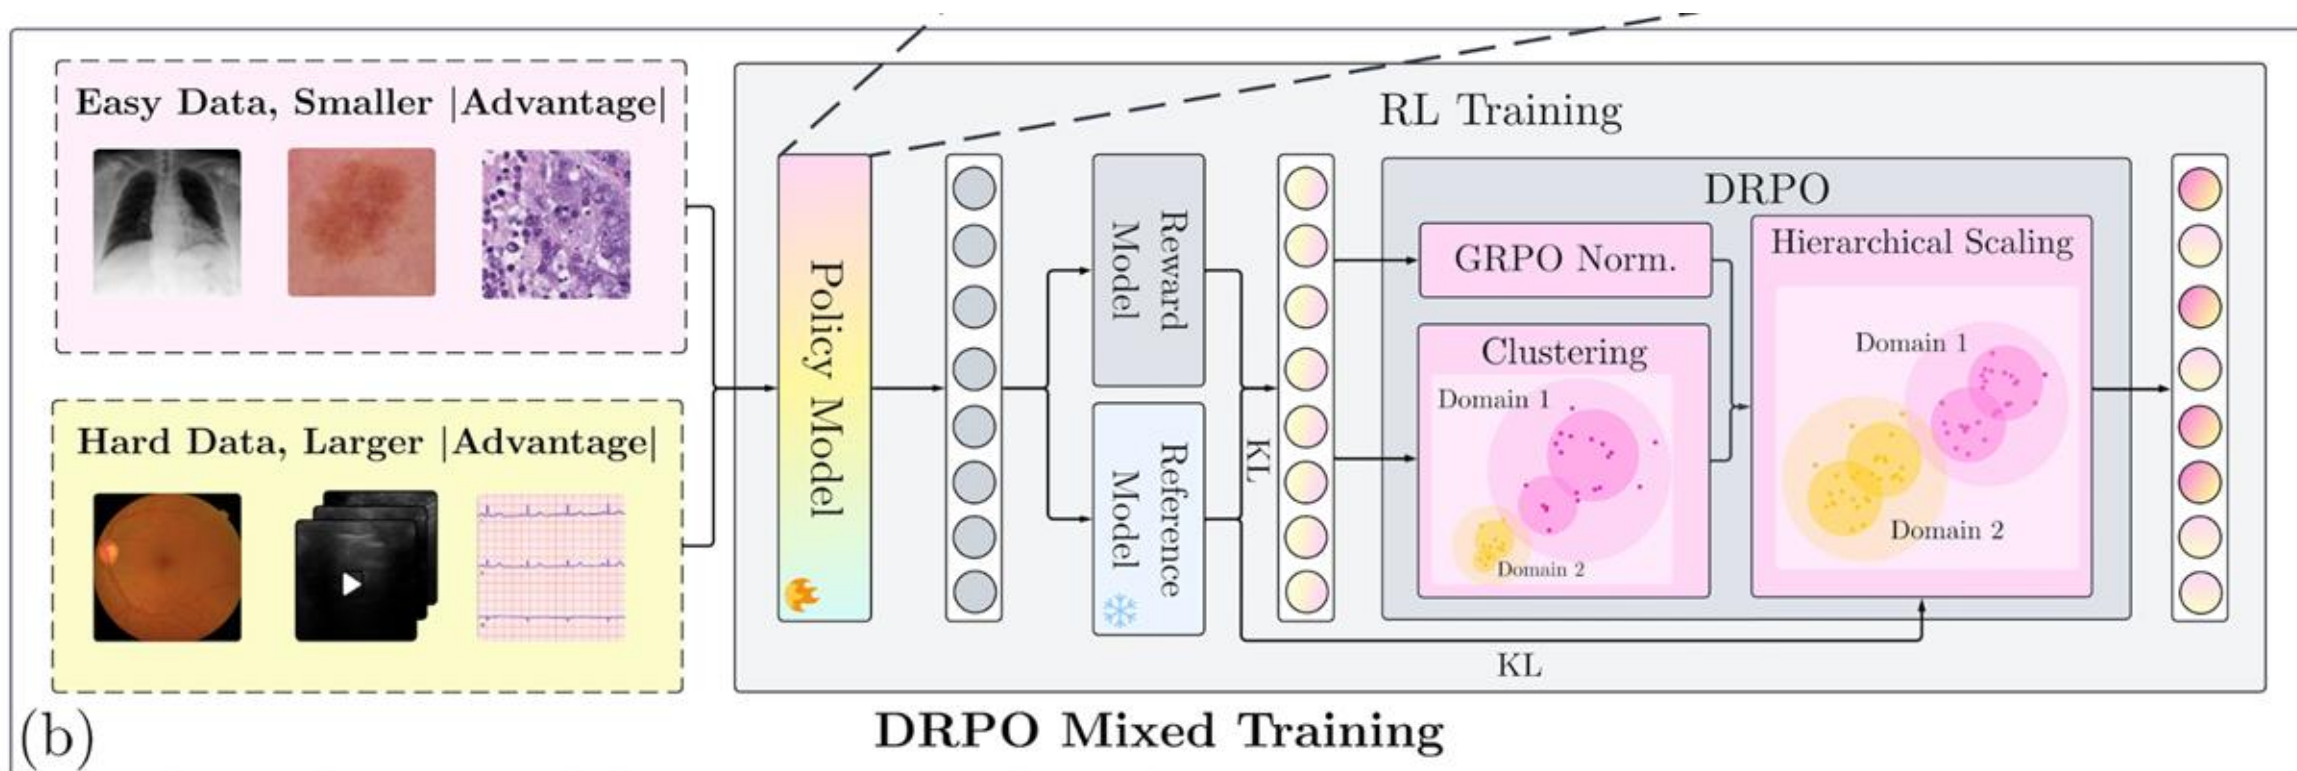 Easy Data, Smaller |Advantage|
Hard Data, Larger |Advantage|
RL Training
Policy Model
Reward
Model
Reference
Model
KL
DRPO
GRPO Norm.
Clustering
Domain 1
Domain 2
Hierarchical Scaling
Domain 1
Domain 2
KL
(b)
DRPO Mixed Training